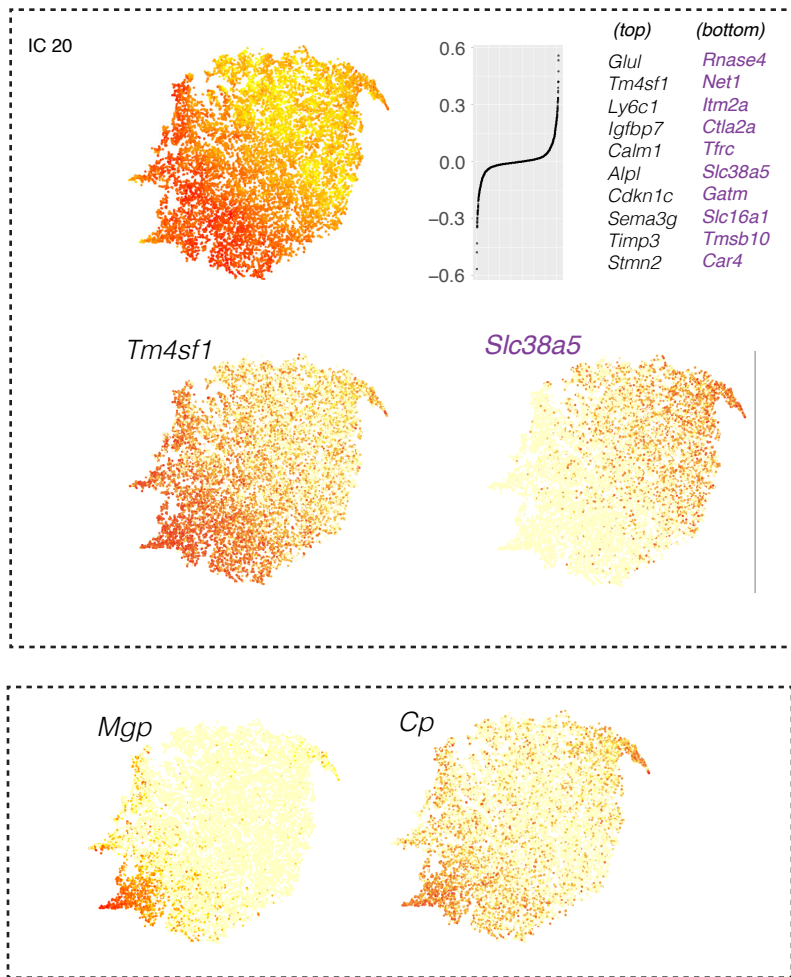 IC 20
0.6
0.3
0.0
−0.3
−0.6
(top) (bottom)
Glul Rnase4
Tm4sf1 Net1
Ly6c1 Itm2a
Igfbp7 Ctla2a
Calm1 Tfrc
Alpl Slc38a5
Cdkn1c Gatm
Sema3g Slc16a1
Timp3 Tmsb10
Stmn2 Car4
Tm4sf1 Slc38a5
Mgp Cp